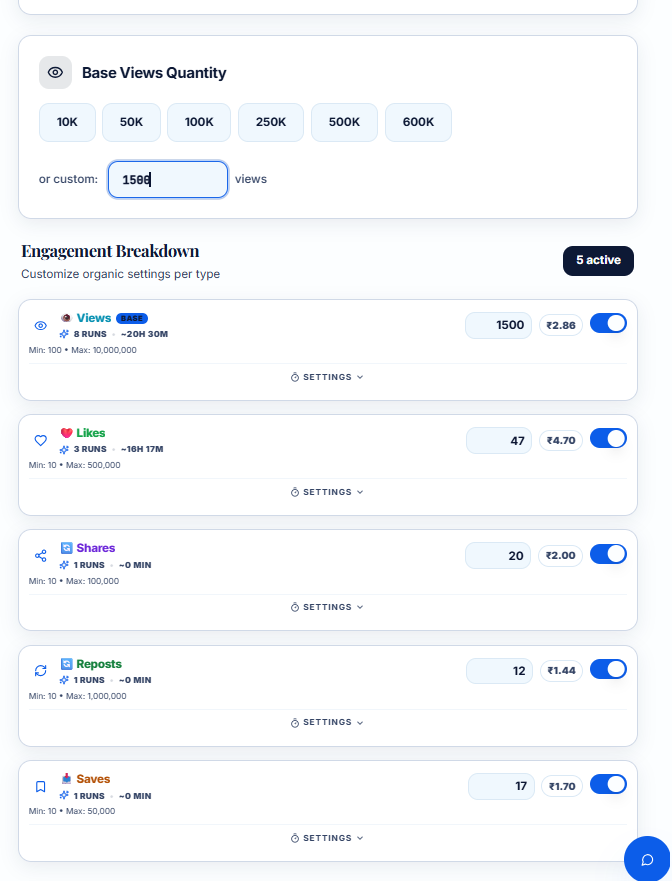 Base Views Quantity
10K 50K 100K 250K 500K 600K
or custom: 1500 views
Engagement Breakdown
Customize organic settings per type
5 active
Views BASE
8 RUNS • ~20H 30M
1500 ₹2.86
Min: 100 • Max: 10,000,000
SETTINGS
Likes
3 RUNS • ~16H 17M
47 ₹4.70
Min: 10 • Max: 500,000
SETTINGS
Shares
1 RUNS • ~0 MIN
20 ₹2.00
Min: 10 • Max: 100,000
SETTINGS
Reposts
1 RUNS • ~0 MIN
12 ₹1.44
Min: 10 • Max: 1,000,000
SETTINGS
Saves
1 RUNS • ~0 MIN
17 ₹1.70
Min: 10 • Max: 50,000
SETTINGS